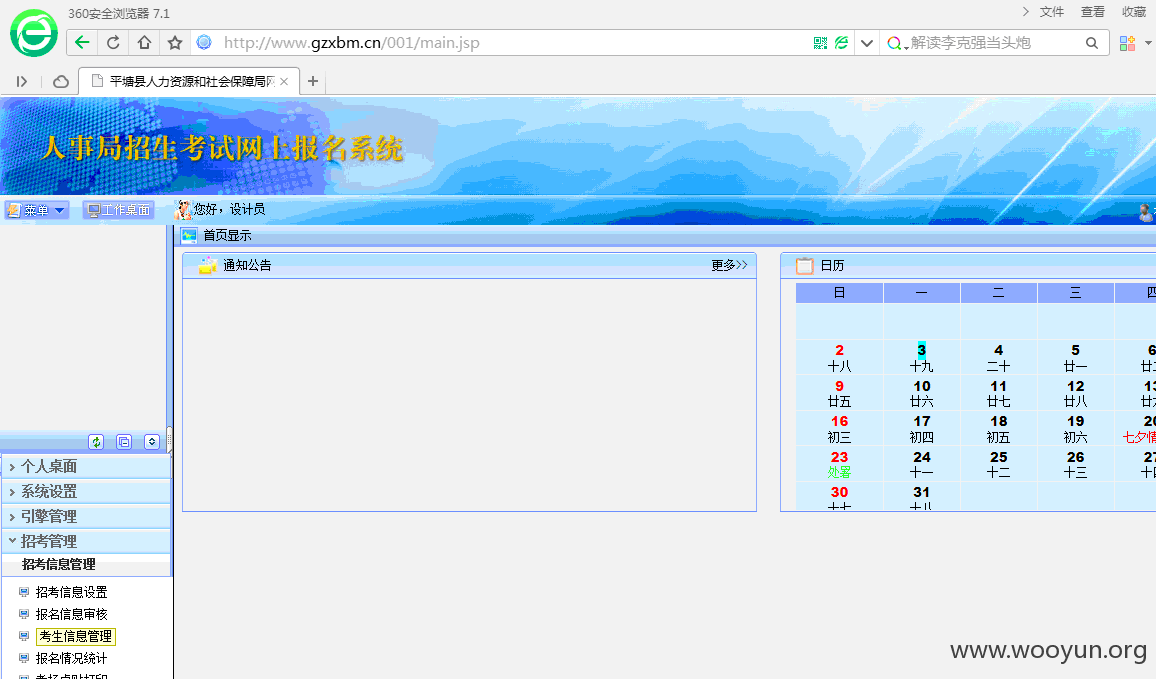 360安全浏览器 7.1
文件 查看 收藏
http://www.gzxbm.cn/001/main.jsp
解读李克强当头炮
平塘县人力资源和社会保障局
人事局招生考试网上报名系统
菜单 工作桌面 您好，设计员
首页显示
通知公告 更多>>
日历
日 一 二 三 四
2 3 4 5 6
十八 十九 二十 廿一
9 10 11 12 13
廿五 廿六 廿七 廿八
16 17 18 19 20
初三 初四 初五 初六 七夕情
23 24 25 26 27
处暑 十一 十二 十三
30 31
十七 十八
个人桌面
系统设置
引擎管理
招考管理
招考信息管理
招考信息设置
报名信息审核
考生信息管理
报名情况统计
www.wooyun.org